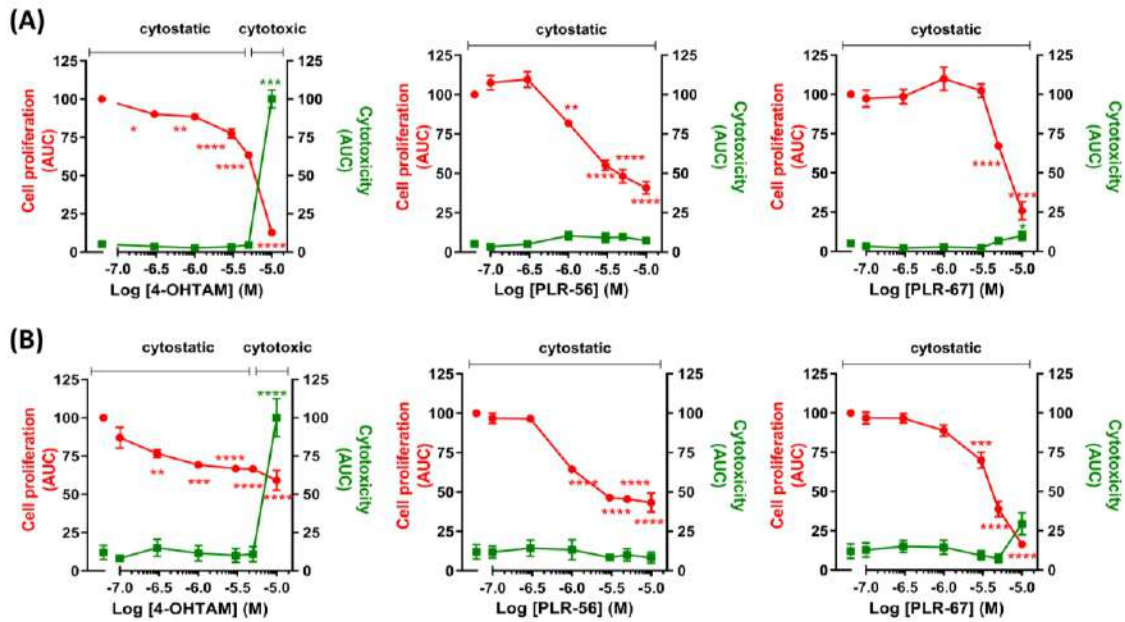 (A)
cytostatic cytotoxic
125
100
75
50
25
0
Cell proliferation
(AUC)
*
**
****
****
****
***
125
100
75
50
25
0
Cytotoxicity
(AUC)
-7.0 -6.5 -6.0 -5.5 -5.0
Log [4-OHTAM] (M)
cytostatic
125
100
75
50
25
0
Cell proliferation
(AUC)
**
****
****
****
125
100
75
50
25
0
Cytotoxicity
(AUC)
-7.0 -6.5 -6.0 -5.5 -5.0
Log [PLR-56] (M)
cytostatic
125
100
75
50
25
0
Cell proliferation
(AUC)
****
****
*
125
100
75
50
25
0
Cytotoxicity
(AUC)
-7.0 -6.5 -6.0 -5.5 -5.0
Log [PLR-67] (M)
(B)
cytostatic cytotoxic
125
100
75
50
25
0
Cell proliferation
(AUC)
**
***
****
****
****
****
125
100
75
50
25
0
Cytotoxicity
(AUC)
-7.0 -6.5 -6.0 -5.5 -5.0
Log [4-OHTAM] (M)
cytostatic
125
100
75
50
25
0
Cell proliferation
(AUC)
****
****
****
****
125
100
75
50
25
0
Cytotoxicity
(AUC)
-7.0 -6.5 -6.0 -5.5 -5.0
Log [PLR-56] (M)
cytostatic
125
100
75
50
25
0
Cell proliferation
(AUC)
***
****
****
125
100
75
50
25
0
Cytotoxicity
(AUC)
-7.0 -6.5 -6.0 -5.5 -5.0
Log [PLR-67] (M)